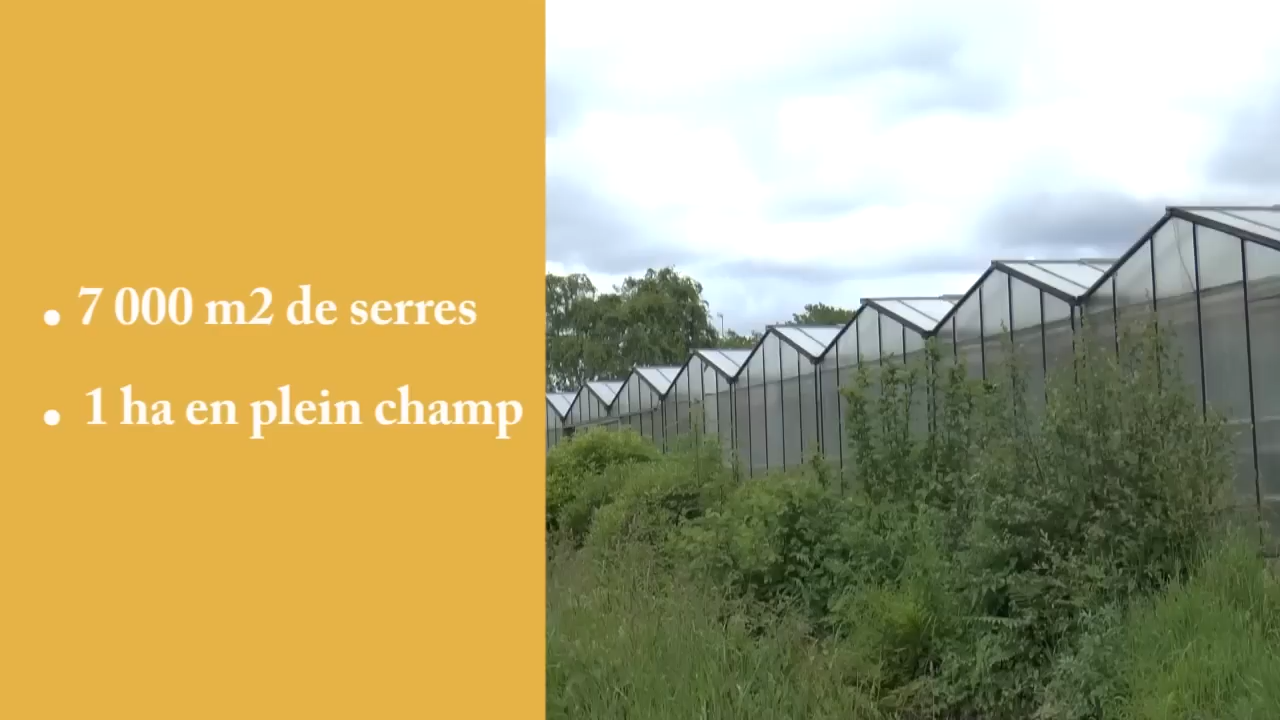 • 7 000 m2 de serres
• 1 ha en plein champ